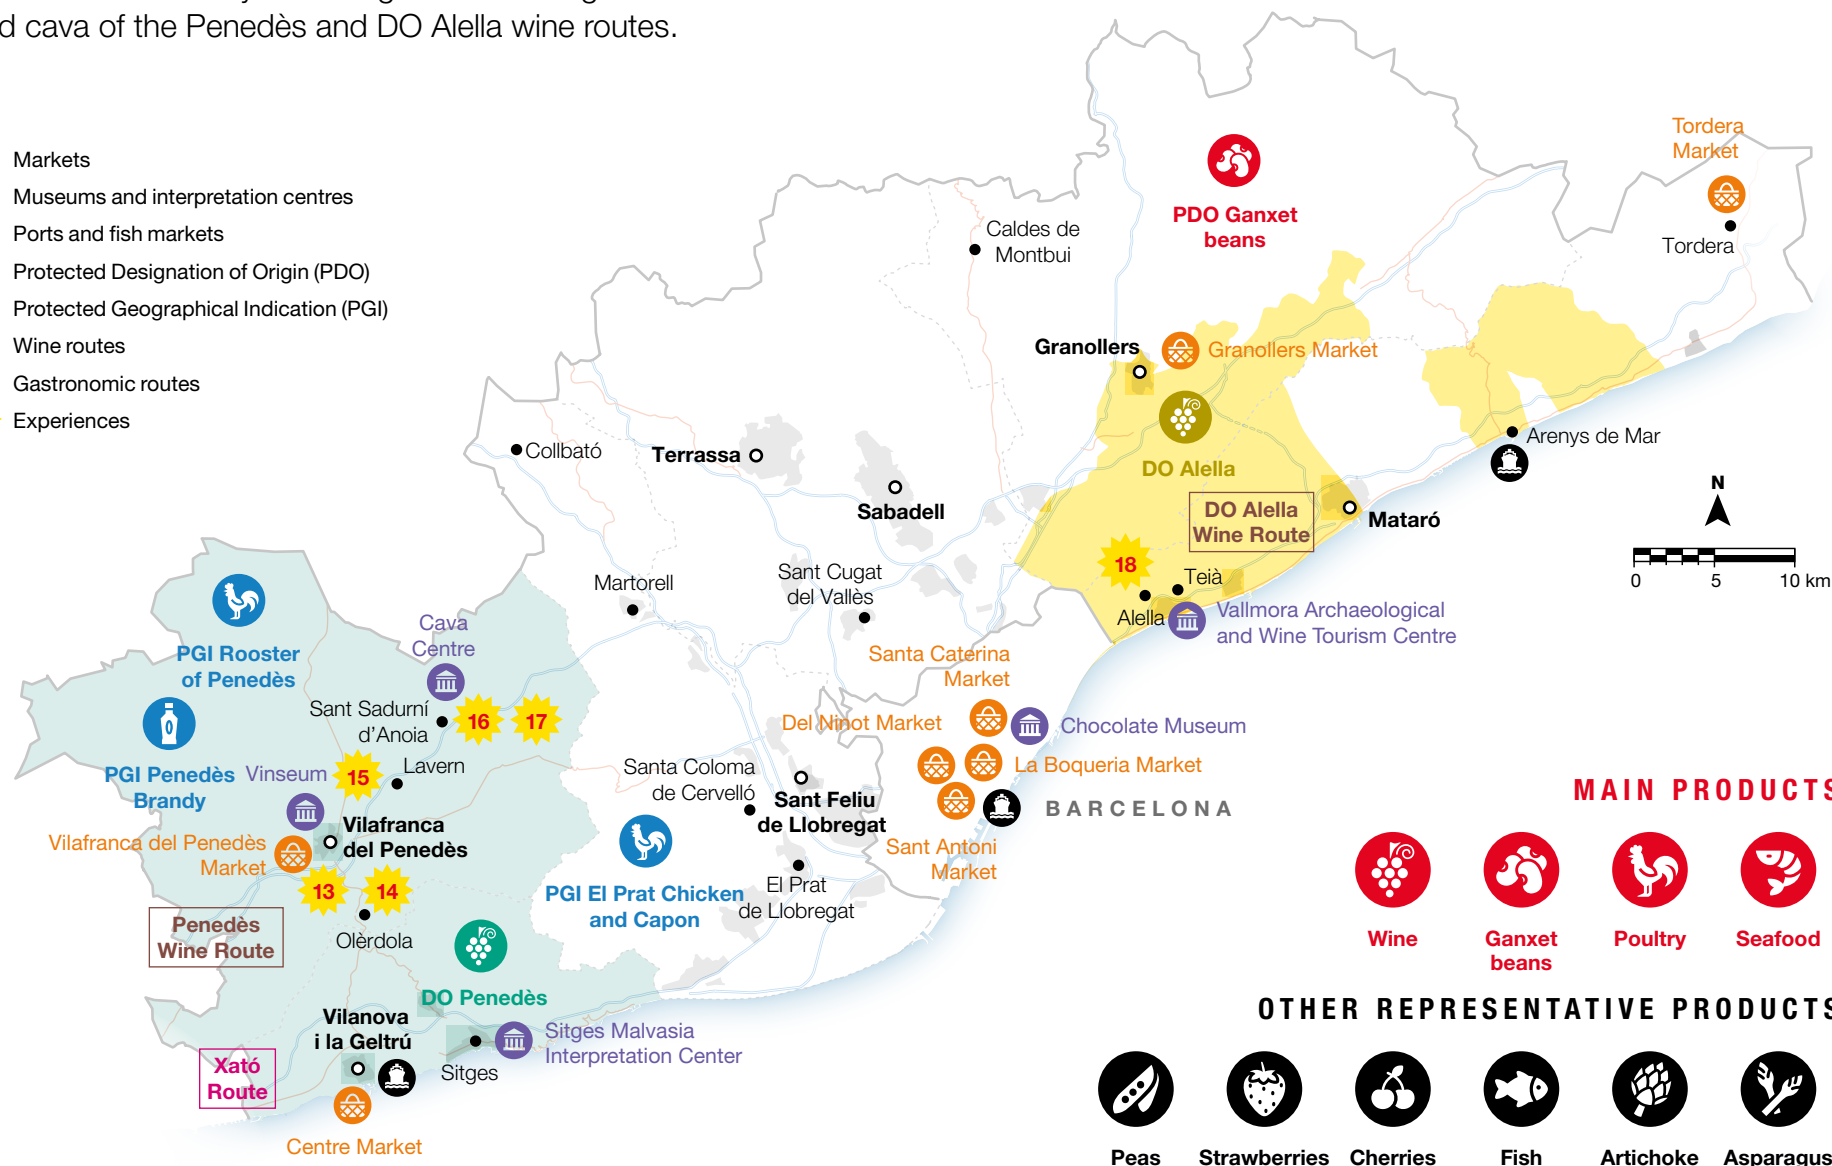 d cava of the Penedès and DO Alella wine routes.
Markets
Museums and interpretation centres
Ports and fish markets
Protected Designation of Origin (PDO)
Protected Geographical Indication (PGI)
Wine routes
Gastronomic routes
Experiences
Tordera
Market
Tordera
PDO Ganxet
beans
Caldes de
Montbui
Granollers
Granollers Market
DO Alella
DO Alella
Wine Route
Arenys de Mar
Mataró
N
0 5 10 km
Collbató
Terrassa
Sabadell
18
Teià
Alella
Vallmora Archaeological
and Wine Tourism Centre
Martorell
Sant Cugat
del Vallès
PGI Rooster
of Penedès
Cava
Centre
Sant Sadurní
d'Anoia
16
17
PGI Penedès
Brandy
Vinseum
15
Lavern
Vilafranca
del Penedès
Vilafranca del Penedès
Market
13
14
Olèrdola
Penedès
Wine Route
Santa Caterina
Market
Del Ninot Market
Chocolate Museum
La Boqueria Market
BARCELONA
Sant Antoni
Market
Santa Coloma
de Cervelló
Sant Feliu
de Llobregat
El Prat
de Llobregat
PGI El Prat Chicken
and Capon
DO Penedès
Vilanova
i la Geltrú
Sitges
Sitges Malvasia
Interpretation Center
Xató
Route
Centre Market
MAIN PRODUCTS
Wine
Ganxet
beans
Poultry
Seafood
OTHER REPRESENTATIVE PRODUCTS
Peas
Strawberries
Cherries
Fish
Artichoke
Asparagus